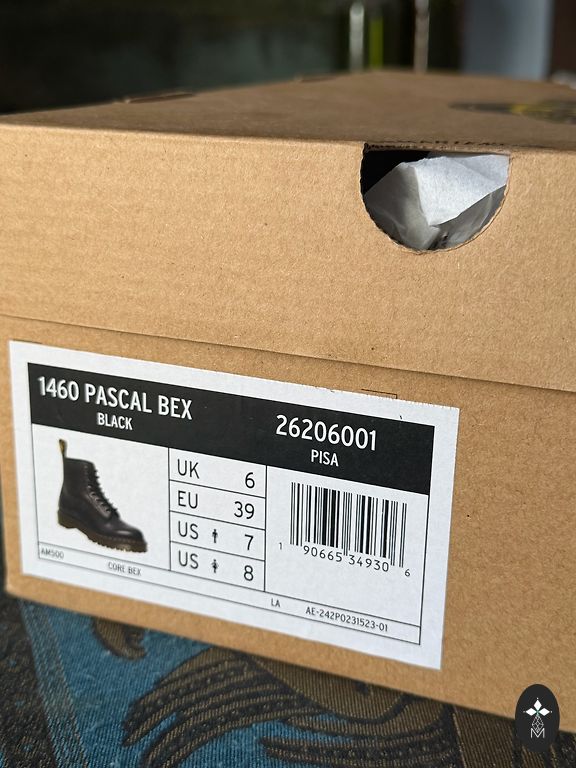 1460 PASCAL BEX
BLACK
26206001
PISA
UK 6
EU 39
US 7
US 8
1 90665 34930 6
AM500
CORE BEX
LA AE-242P0231523-01
M